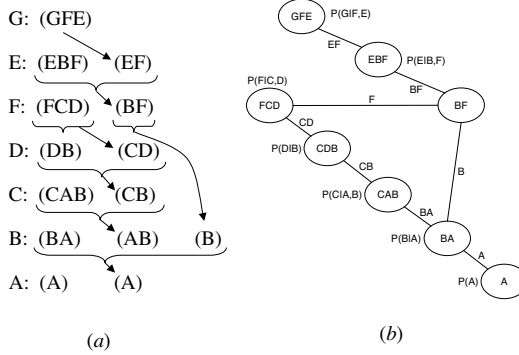 G: (GFE)
E: (EBF) (EF)
F: (FCD) (BF)
D: (DB) (CD)
C: (CAB) (CB)
B: (BA) (AB) (B)
A: (A) (A)
(a)
GFE P(G|F,E)
EF
EBF P(E|B,F)
BF
P(F|C,D)
FCD F BF
CD
P(D|B) CDB
CB B
P(C|A,B) CAB
BA
P(B|A) BA
A
P(A) A
(b)